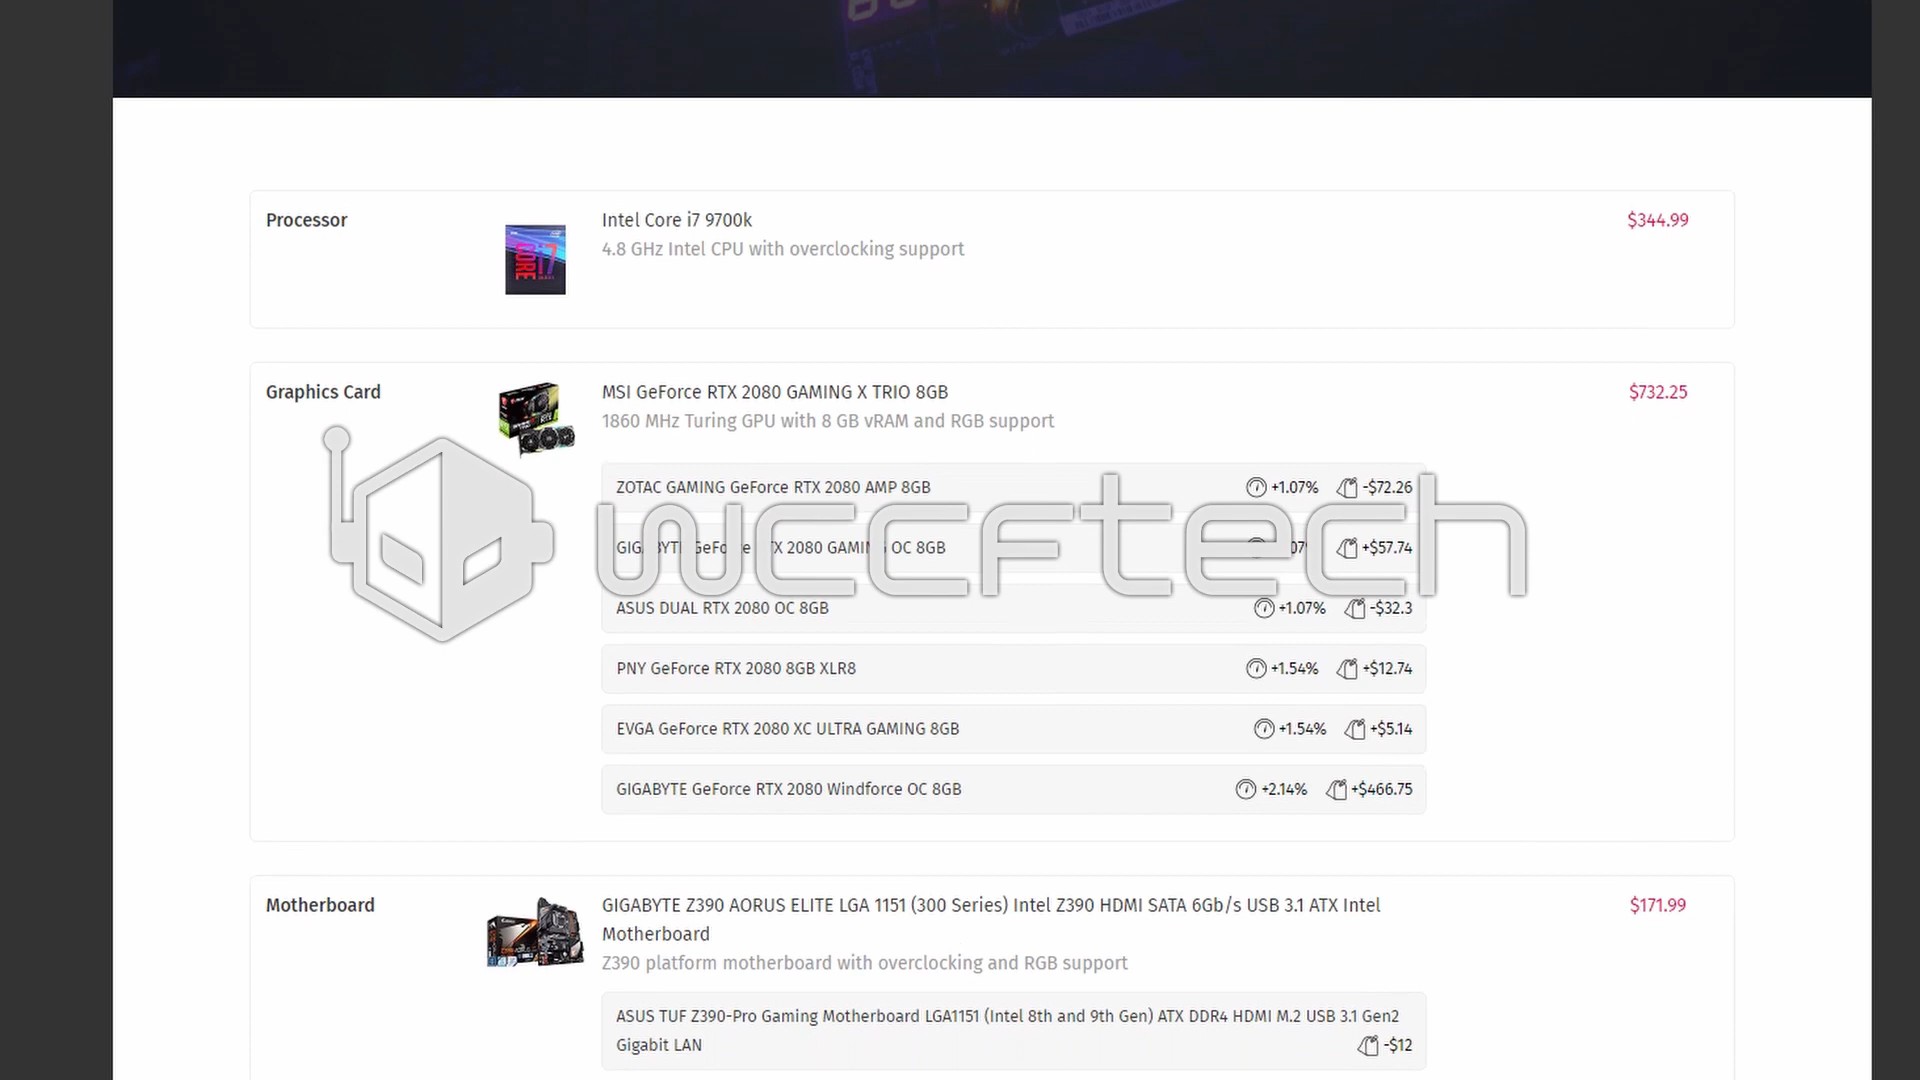 Processor
Intel Core i7 9700k
$344.99
4.8 GHz Intel CPU with overclocking support
CORE i7
Graphics Card
MSI GeForce RTX 2080 GAMING X TRIO 8GB
$732.25
1860 MHz Turing GPU with 8 GB vRAM and RGB support
ZOTAC GAMING GeForce RTX 2080 AMP 8GB
+1.07% -$72.26
wccftech
2080 OC 8GB
+$57.74
ASUS DUAL RTX 2080 OC 8GB
+1.07% -$32.3
PNY GeForce RTX 2080 8GB XLR8
+1.54% +$12.74
EVGA GeForce RTX 2080 XC ULTRA GAMING 8GB
+1.54% +$5.14
GIGABYTE GeForce RTX 2080 Windforce OC 8GB
+2.14% +$466.75
Motherboard
GIGABYTE Z390 AORUS ELITE LGA 1151 (300 Series) Intel Z390 HDMI SATA 6Gb/s USB 3.1 ATX Intel
$171.99
Motherboard
Z390 platform motherboard with overclocking and RGB support
ASUS TUF Z390-Pro Gaming Motherboard LGA1151 (Intel 8th and 9th Gen) ATX DDR4 HDMI M.2 USB 3.1 Gen2
Gigabit LAN
-$12